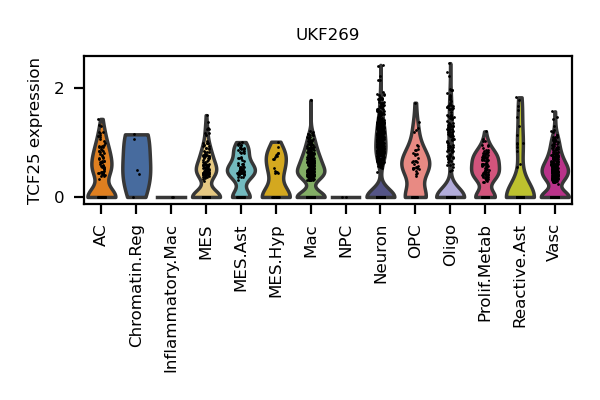 UKF269
TCF25 expression
2
0
AC
Chromatin.Reg
Inflammatory.Mac
MES
MES.Ast
MES.Hyp
Mac
NPC
Neuron
OPC
Oligo
Prolif.Metab
Reactive.Ast
Vasc